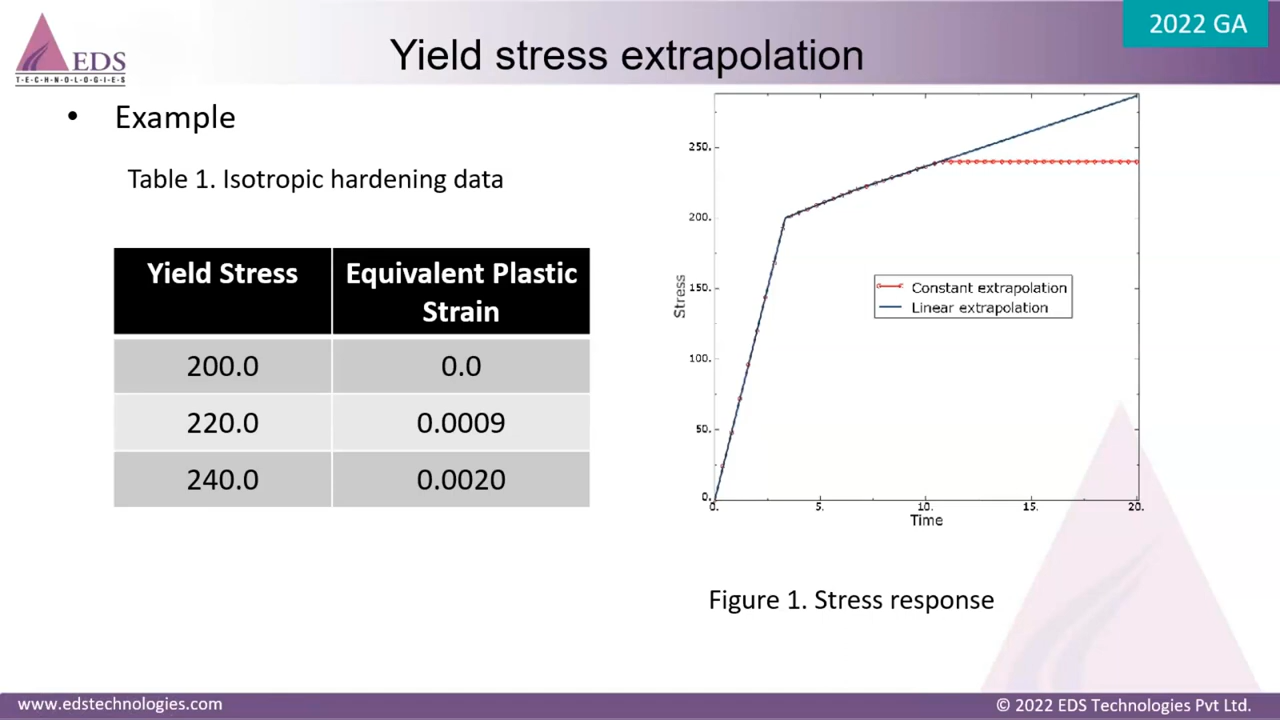 EDS
T·E·C·H·N·O·L·O·G·I·E·S
Yield stress extrapolation
2022 GA
• Example
Table 1. Isotropic hardening data
Yield Stress
Equivalent Plastic
Strain
200.0
0.0
220.0
0.0009
240.0
0.0020
250.
200.
150.
100.
50.
0.
Stress
Constant extrapolation
Linear extrapolation
0.
5.
10.
15.
20.
Time
Figure 1. Stress response
www.edstechnologies.com
© 2022 EDS Technologies Pvt Ltd.